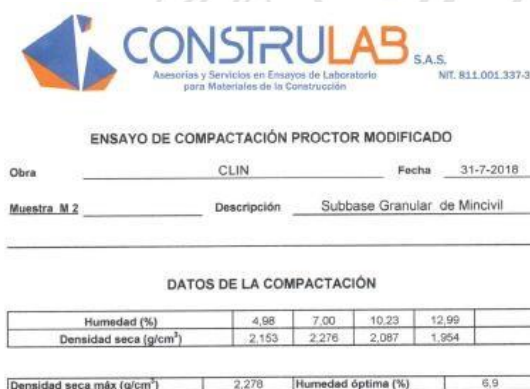 CONSTRULAB S.A.S.
Asesorías y Servicios en Ensayos de Laboratorio
para Materiales de la Construcción
NIT. 811.001.337-3
ENSAYO DE COMPACTACIÓN PROCTOR MODIFICADO
Obra CLIN Fecha 31-7-2018
Muestra M 2 Descripción Subbase Granular de Mincivil
DATOS DE LA COMPACTACIÓN
Humedad (%) 4,98 7,00 10,23 12,99
Densidad seca (g/cm³) 2,153 2,276 2,087 1,954
Densidad seca máx (g/cm³) 2,278 Humedad óptima (%) 6,9